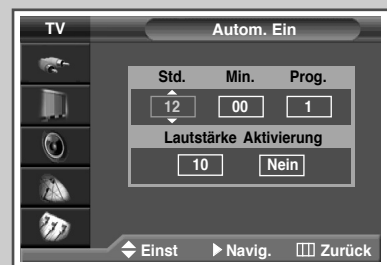 TV
Autom. Ein
Std. Min. Prog.
12 00 1
Lautstärke Aktivierung
10 Nein
Einst Navig. Zurück